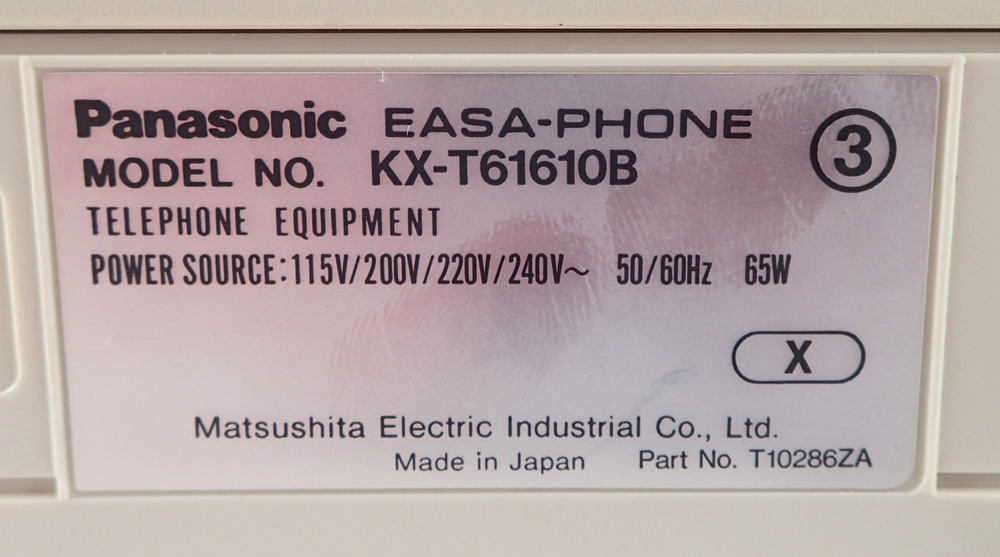 Panasonic EASA-PHONE
3
MODEL NO. KX-T61610B
TELEPHONE EQUIPMENT
POWER SOURCE:115V/200V/220V/240V~ 50/60Hz 65W
X
Matsushita Electric Industrial Co., Ltd.
Made in Japan Part No. T10286ZA